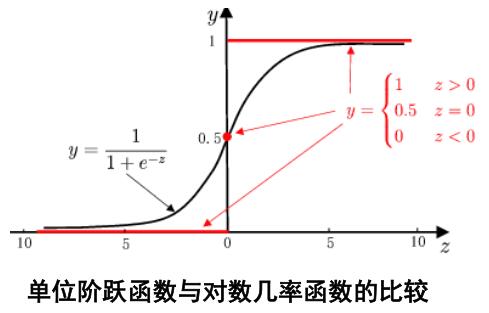 y
1
y = { 1 z > 0
0.5 z = 0
0 z < 0
0.5
y = 1 / (1 + e^{-z})
10 5 0 5 10 z
单位阶跃函数与对数几率函数的比较